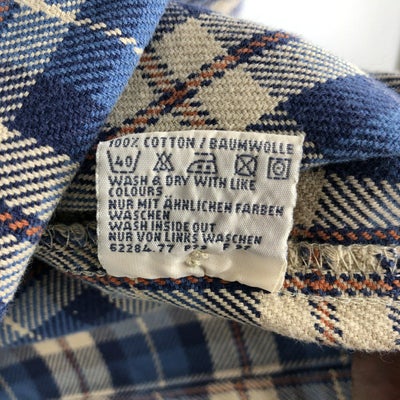 100% COTTON / BAUMWOLLE
40
WASH & DRY WITH LIKE
COLOURS
NUR MIT ÄHNLICHEN FARBEN
WASCHEN
WASH INSIDE OUT
NUR VON LINKS WASCHEN
62284.77